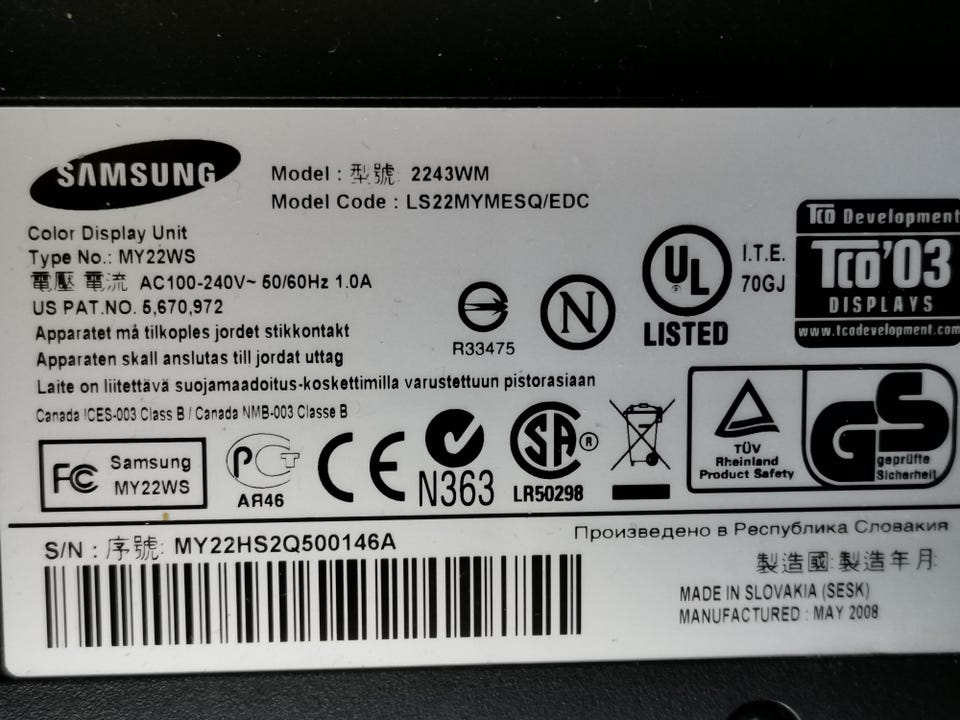 SAMSUNG
Model : 型號: 2243WM
Model Code : LS22MYMESQ/EDC
Color Display Unit
Type No.: MY22WS
電壓 電流 AC100-240V~ 50/60Hz 1.0A
US PAT.NO. 5,670,972
Apparatet må tilkoples jordet stikkontakt
Apparaten skall anslutas till jordat uttag
Laite on liitettävä suojamaadoitus-koskettimilla varustettuun pistorasiaan
Canada ICES-003 Class B / Canada NMB-003 Classe B
R33475
N
UL ®
LISTED
I.T.E.
70GJ
TCO Development
TCO'03
DISPLAYS
www.tcodevelopment.com
FC Samsung
MY22WS
РСТ
АЯ46
CE
N363
SA ®
LR50298
TÜV
Rheinland
Product Safety
GS
geprüfte
Sicherheit
S/N : 序號: MY22HS2Q500146A
Произведено в Республика Словакия
製造國: 製造年月:
MADE IN SLOVAKIA (SESK)
MANUFACTURED : MAY 2008